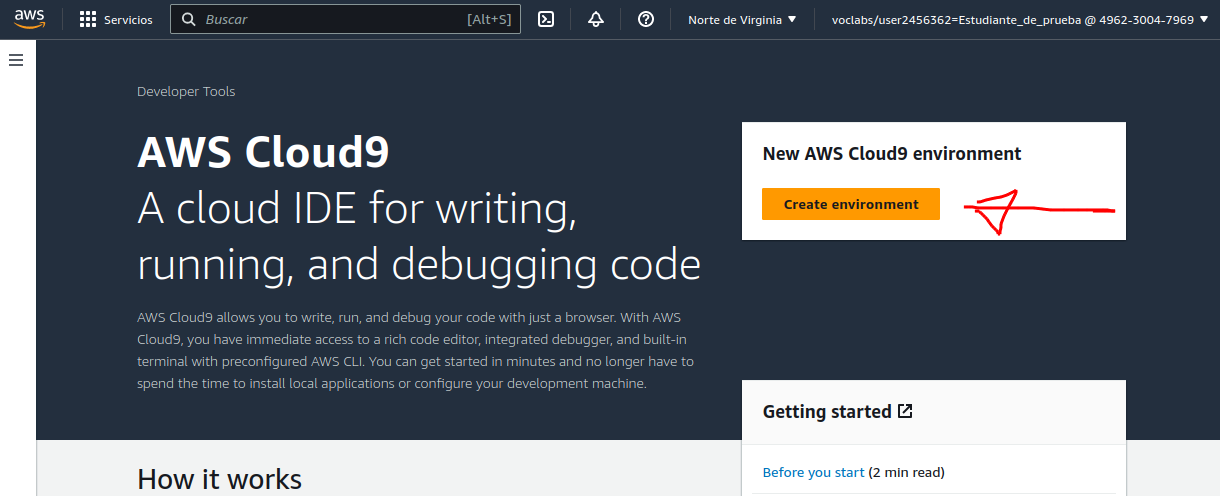 aws
Servicios
Buscar
[Alt+S]
Norte de Virginia
voclabs/user2456362=Estudiante_de_prueba @ 4962-3004-7969
Developer Tools
AWS Cloud9
A cloud IDE for writing,
running, and debugging code
AWS Cloud9 allows you to write, run, and debug your code with just a browser. With AWS
Cloud9, you have immediate access to a rich code editor, integrated debugger, and built-in
terminal with preconfigured AWS CLI. You can get started in minutes and no longer have to
spend the time to install local applications or configure your development machine.
New AWS Cloud9 environment
Create environment
Getting started
Before you start (2 min read)
How it works